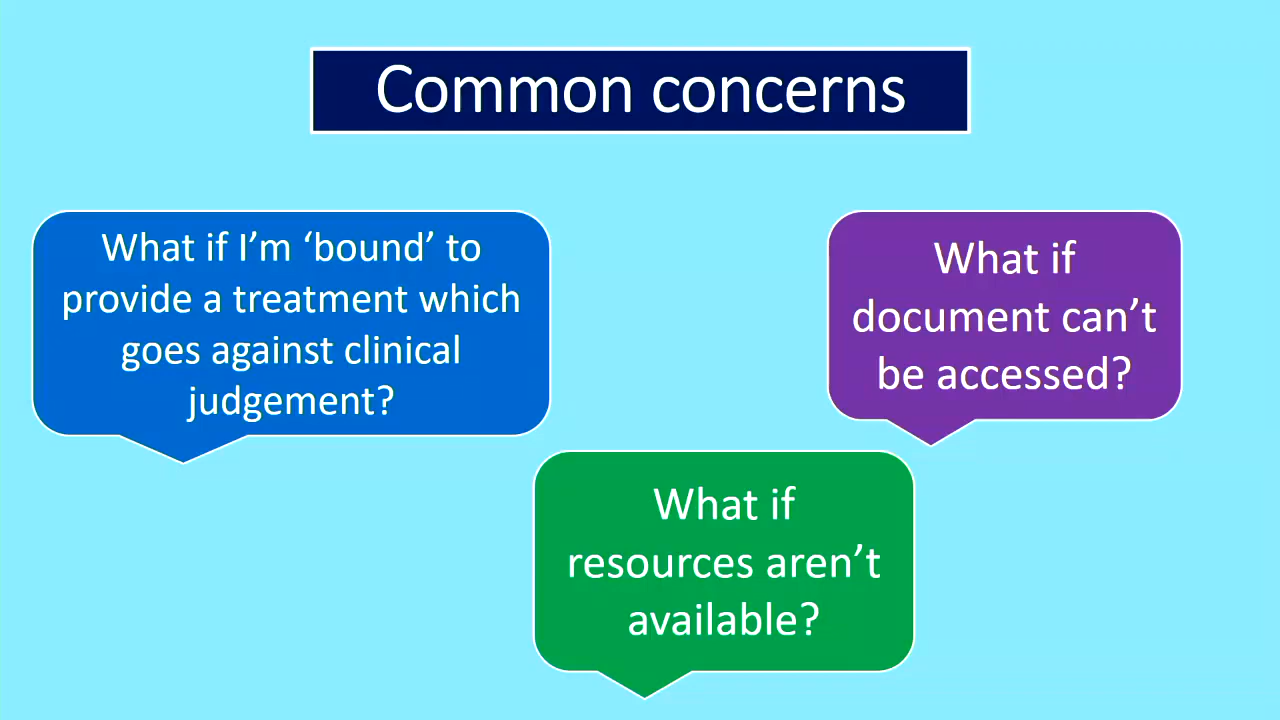 Common concerns
What if I’m ‘bound’ to
provide a treatment which
goes against clinical
judgement?
What if
document can’t
be accessed?
What if
resources aren’t
available?